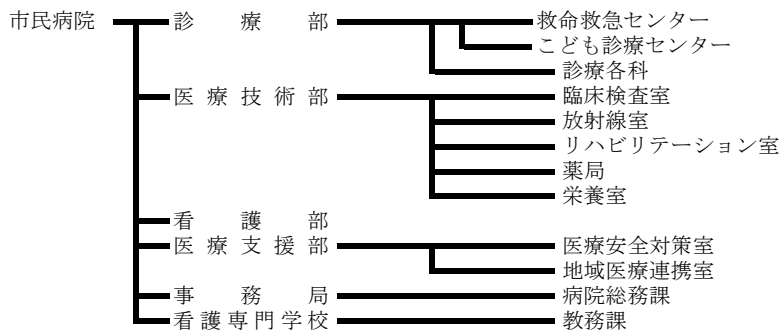 市民病院 診療部 救命救急センター
こども診療センター
診療各科
医療技術部 臨床検査室
放射線室
リハビリテーション室
薬局
栄養室
看護部
医療支援部 医療安全対策室
地域医療連携室
事務局 病院総務課
看護専門学校 教務課